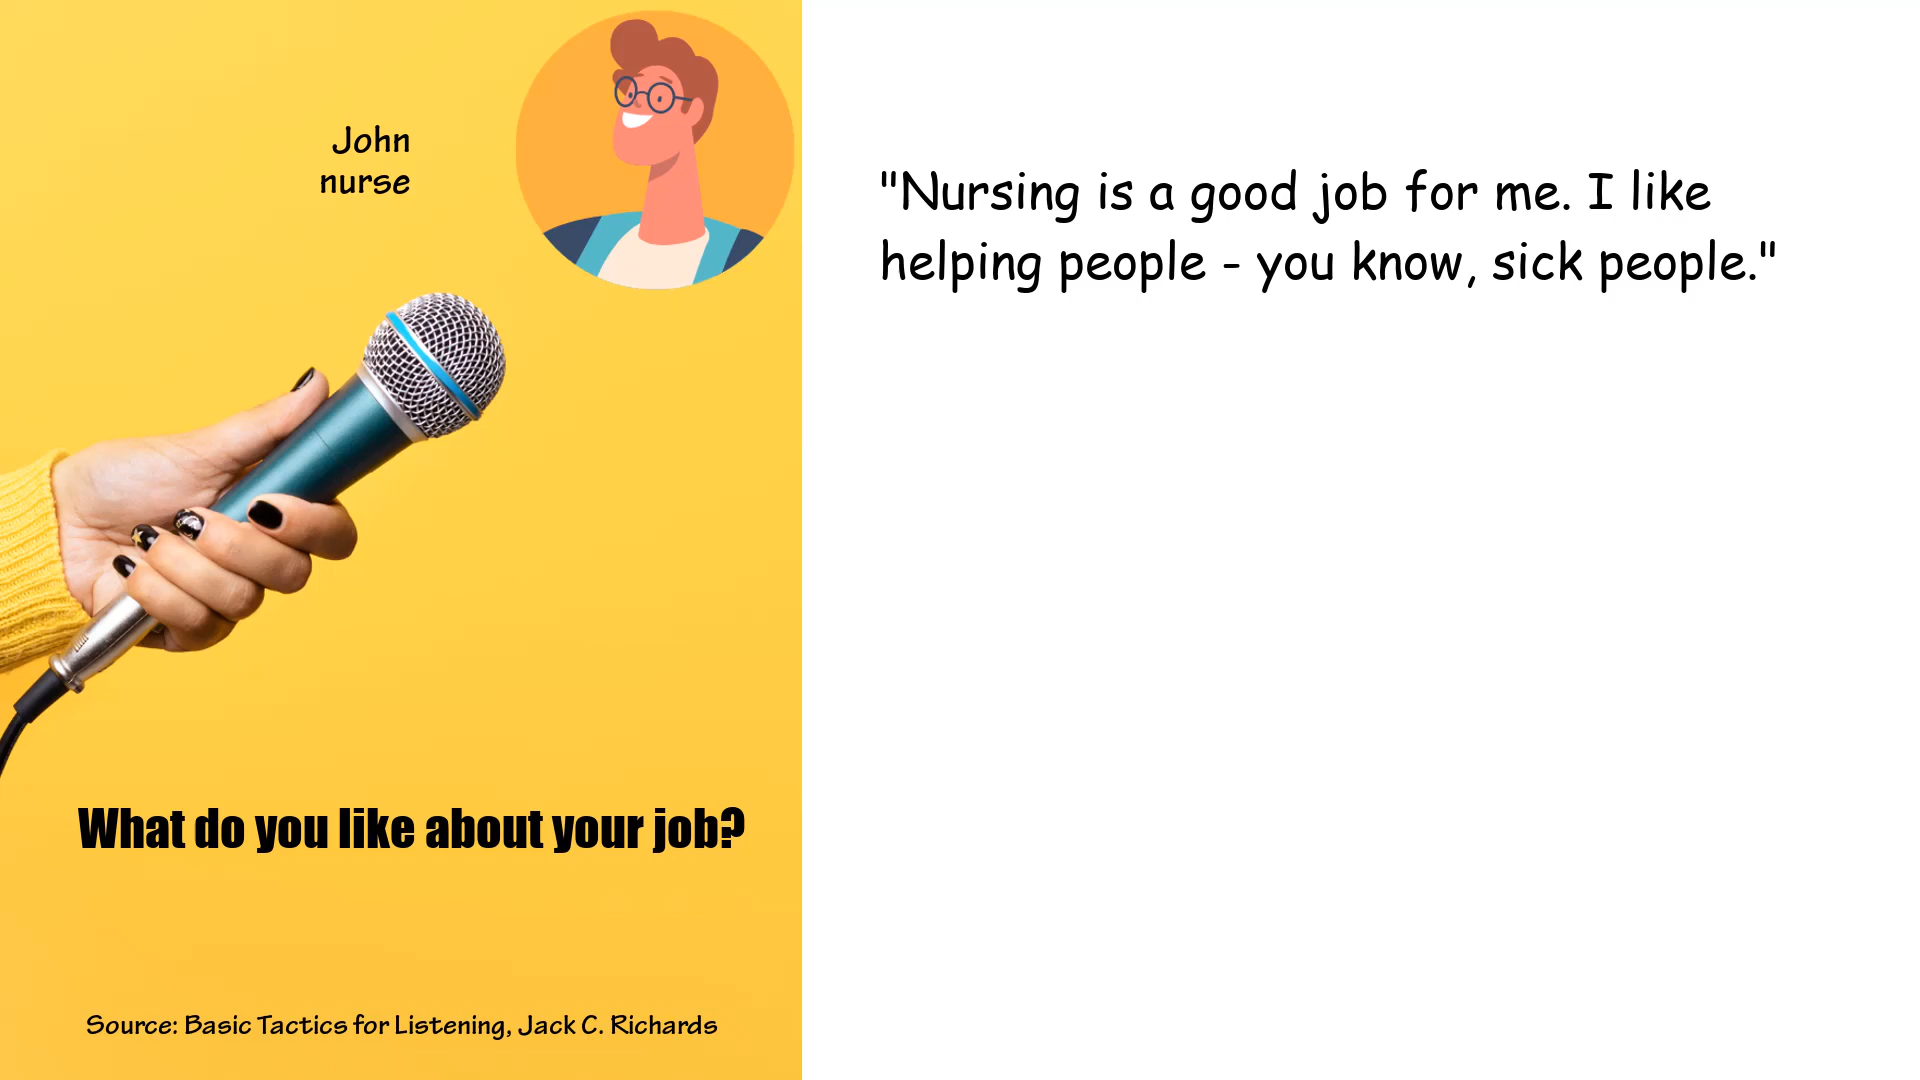 John
nurse
"Nursing is a good job for me. I like
helping people - you know, sick people."
What do you like about your job?
Source: Basic Tactics for Listening, Jack C. Richards